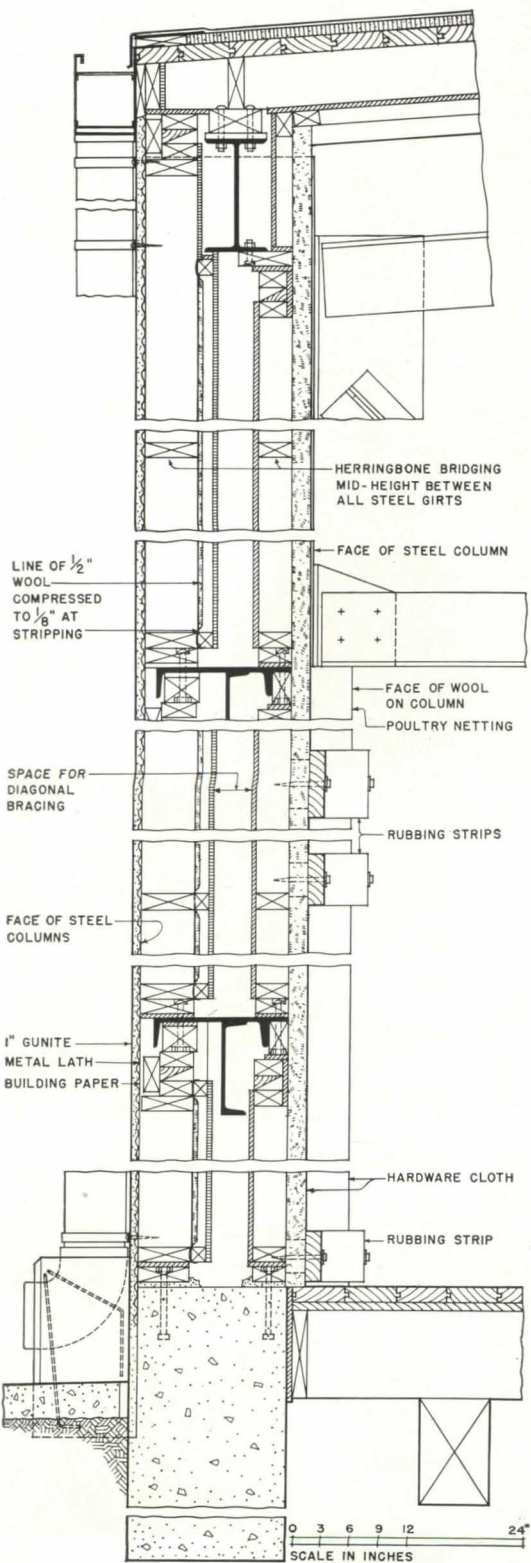 HERRINGBONE BRIDGING
MID-HEIGHT BETWEEN
ALL STEEL GIRTS
FACE OF STEEL COLUMN
LINE OF 1/2"
WOOL
COMPRESSED
TO 1/8" AT
STRIPPING
FACE OF WOOL
ON COLUMN
POULTRY NETTING
SPACE FOR
DIAGONAL
BRACING
RUBBING STRIPS
FACE OF STEEL
COLUMNS
1" GUNITE
METAL LATH
BUILDING PAPER
HARDWARE CLOTH
RUBBING STRIP
0 3 6 9 12 24"
SCALE IN INCHES